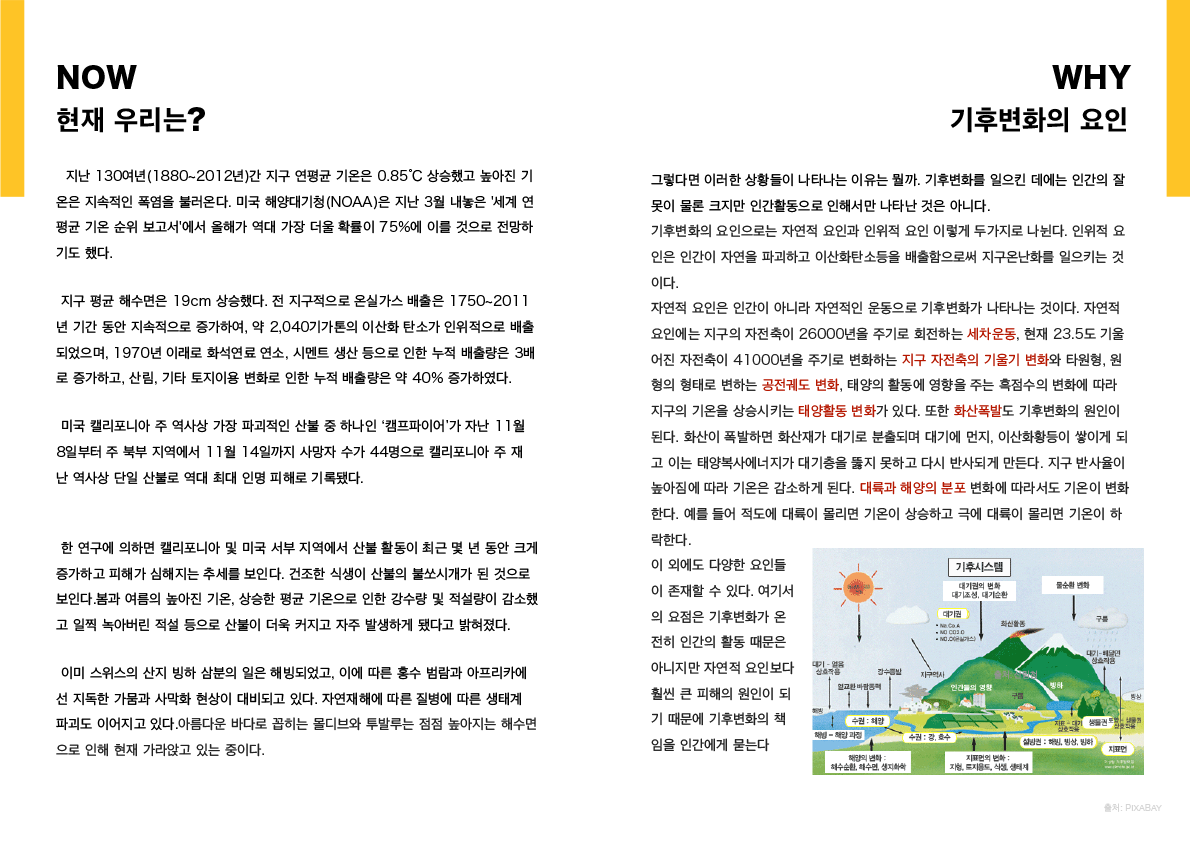 NOW
현재 우리는?
지난 130여년(1880~2012년)간 지구 연평균 기온은 0.85℃ 상승했고 높아진 기
온은 지속적인 폭염을 불러온다. 미국 해양대기청(NOAA)은 지난 3월 내놓은 '세계 연
평균 기온 순위 보고서'에서 올해가 역대 가장 더울 확률이 75%에 이를 것으로 전망하
기도 했다.
지구 평균 해수면은 19cm 상승했다. 전 지구적으로 온실가스 배출은 1750~2011
년 기간 동안 지속적으로 증가하여, 약 2,040기가톤의 이산화 탄소가 인위적으로 배출
되었으며, 1970년 이래로 화석연료 연소, 시멘트 생산 등으로 인한 누적 배출량은 3배
로 증가하고, 산림, 기타 토지이용 변화로 인한 누적 배출량은 약 40% 증가하였다.
미국 캘리포니아 주 역사상 가장 파괴적인 산불 중 하나인 ‘캠프파이어’가 자난 11월
8일부터 주 북부 지역에서 11월 14일까지 사망자 수가 44명으로 캘리포니아 주 재
난 역사상 단일 산불로 역대 최대 인명 피해로 기록됐다.
한 연구에 의하면 캘리포니아 및 미국 서부 지역에서 산불 활동이 최근 몇 년 동안 크게
증가하고 피해가 심해지는 추세를 보인다. 건조한 식생이 산불의 불쏘시개가 된 것으로
보인다.봄과 여름의 높아진 기온, 상승한 평균 기온으로 인한 강수량 및 적설량이 감소했
고 일찍 녹아버린 적설 등으로 산불이 더욱 커지고 자주 발생하게 됐다고 밝혀졌다.
이미 스위스의 산지 빙하 삼분의 일은 해빙되었고, 이에 따른 홍수 범람과 아프리카에
선 지독한 가뭄과 사막화 현상이 대비되고 있다. 자연재해에 따른 질병에 따른 생태계
파괴도 이어지고 있다.아름다운 바다로 꼽히는 몰디브와 투발루는 점점 높아지는 해수면
으로 인해 현재 가라앉고 있는 중이다.
WHY
기후변화의 요인
그렇다면 이러한 상황들이 나타나는 이유는 뭘까. 기후변화를 일으킨 데에는 인간의 잘
못이 물론 크지만 인간활동으로 인해서만 나타난 것은 아니다.
기후변화의 요인으로는 자연적 요인과 인위적 요인 이렇게 두가지로 나뉜다. 인위적 요
인은 인간이 자연을 파괴하고 이산화탄소등을 배출함으로써 지구온난화를 일으키는 것
이다.
자연적 요인은 인간이 아니라 자연적인 운동으로 기후변화가 나타나는 것이다. 자연적
요인에는 지구의 자전축이 26000년을 주기로 회전하는 세차운동, 현재 23.5도 기울
어진 자전축이 41000년을 주기로 변화하는 지구 자전축의 기울기 변화와 타원형, 원
형의 형태로 변하는 공전궤도 변화, 태양의 활동에 영향을 주는 흑점수의 변화에 따라
지구의 기온을 상승시키는 태양활동 변화가 있다. 또한 화산폭발도 기후변화의 원인이
된다. 화산이 폭발하면 화산재가 대기로 분출되며 대기에 먼지, 이산화황등이 쌓이게 되
고 이는 태양복사에너지가 대기층을 뚫지 못하고 다시 반사되게 만든다. 지구 반사율이
높아짐에 따라 기온은 감소하게 된다. 대륙과 해양의 분포 변화에 따라서도 기온이 변화
한다. 예를 들어 적도에 대륙이 몰리면 기온이 상승하고 극에 대륙이 몰리면 기온이 하
락한다.
이 외에도 다양한 요인들
이 존재할 수 있다. 여기서
의 요점은 기후변화가 온
전히 인간의 활동 때문은
아니지만 자연적 요인보다
훨씬 큰 피해의 원인이 되
기 때문에 기후변화의 책
임을 인간에게 묻는다
기후시스템
대기권의 변화
대기조성, 대기순환
물순환 변화
대기권
화산활동
구름
대기 - 얼음
상호작용
강수증발
지구복사
열교환 바람동력
인간들의 영향
구름
빙하
빙상
해빙
수권 : 해양
해빙 - 해양 과정
수권 : 강, 호수
지표 - 대기
상호작용
생물권
설빙권 : 해빙, 빙상, 빙하
지표면
해양의 변화 :
해수순환, 해수면, 생지화학
지표면의 변화 :
지형, 토지용도, 식생, 생태계
출처: PIXABAY